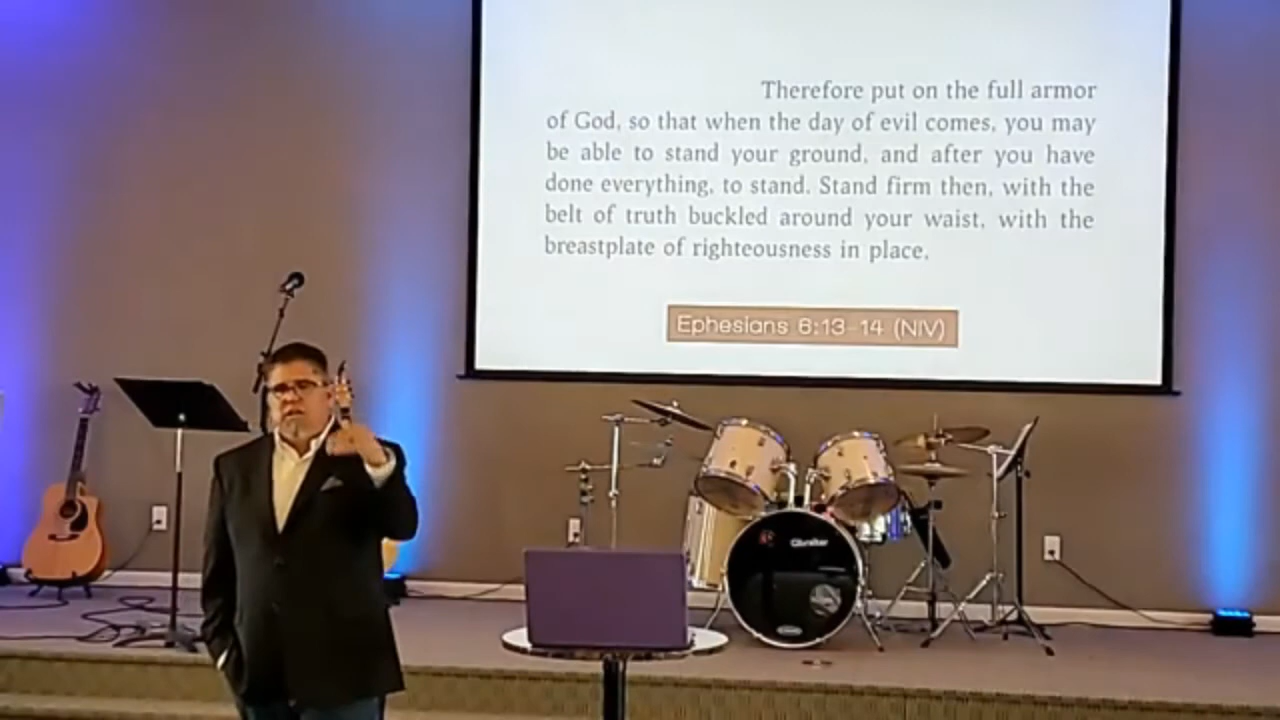 Therefore put on the full armor
of God, so that when the day of evil comes, you may
be able to stand your ground, and after you have
done everything, to stand. Stand firm then, with the
belt of truth buckled around your waist, with the
breastplate of righteousness in place,
Ephesians 6:13-14 (NIV)
Gibraltar